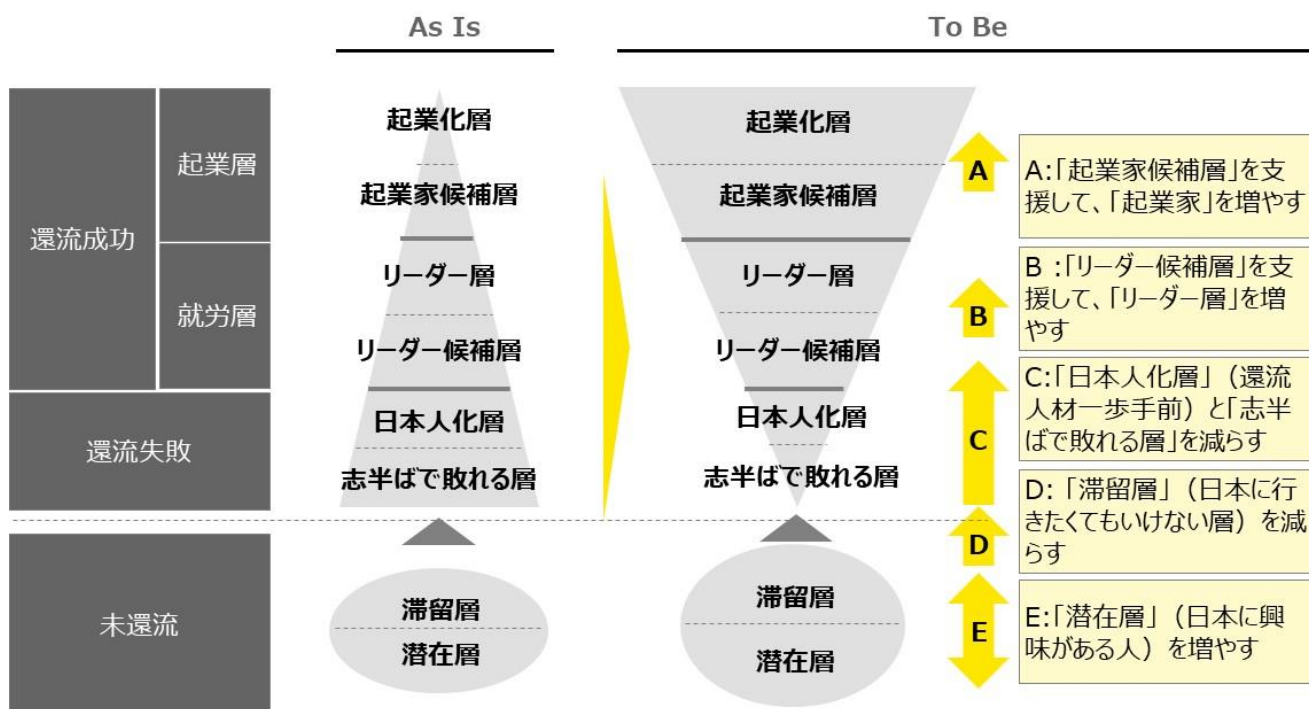 As Is
To Be
還流成功
起業層
就労層
還流失敗
未還流
起業化層
起業家候補層
リーダー層
リーダー候補層
日本人化層
志半ばで敗れる層
滞留層
潜在層
起業化層
起業家候補層
リーダー層
リーダー候補層
日本人化層
志半ばで敗れる層
滞留層
潜在層
A
A:「起業家候補層」を支
援して、「起業家」を増やす
B
B :「リーダー候補層」を支
援して、「リーダー層」を増
やす
C
C:「日本人化層」（還流
人材一歩手前）と「志半
ばで敗れる層」を減らす
D
D: 「滞留層」（日本に行
きたくてもいけない層）を減
らす
E
E:「潜在層」（日本に興
味がある人）を増やす